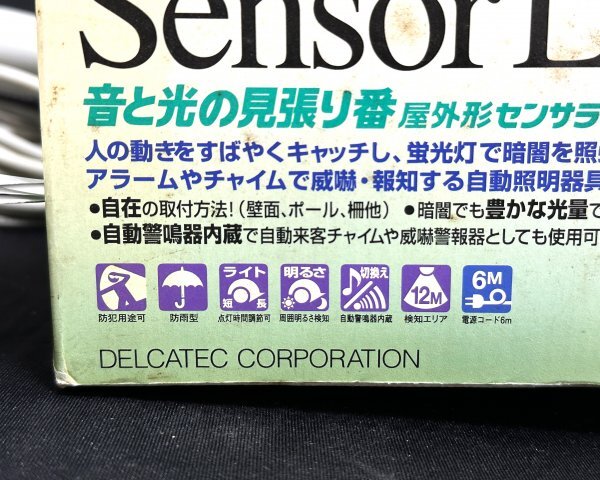 Sensor L
音と光の見張り番 屋外形センサラ
人の動きをすばやくキャッチし、蛍光灯で暗闇を照
アラームやチャイムで威嚇・報知する自動照明器具
●自在の取付方法!(壁面、ポール、柵他) ●暗闇でも豊かな光量で
●自動警鳴器内蔵で自動来客チャイムや威嚇警報器としても使用可
ライト 短 長
明るさ
切換え
12M
6M
防犯用途可 防雨型 点灯時間調節可 周囲明るさ検知 自動警鳴器内蔵 検知エリア 電源コード6m
DELCATEC CORPORATION